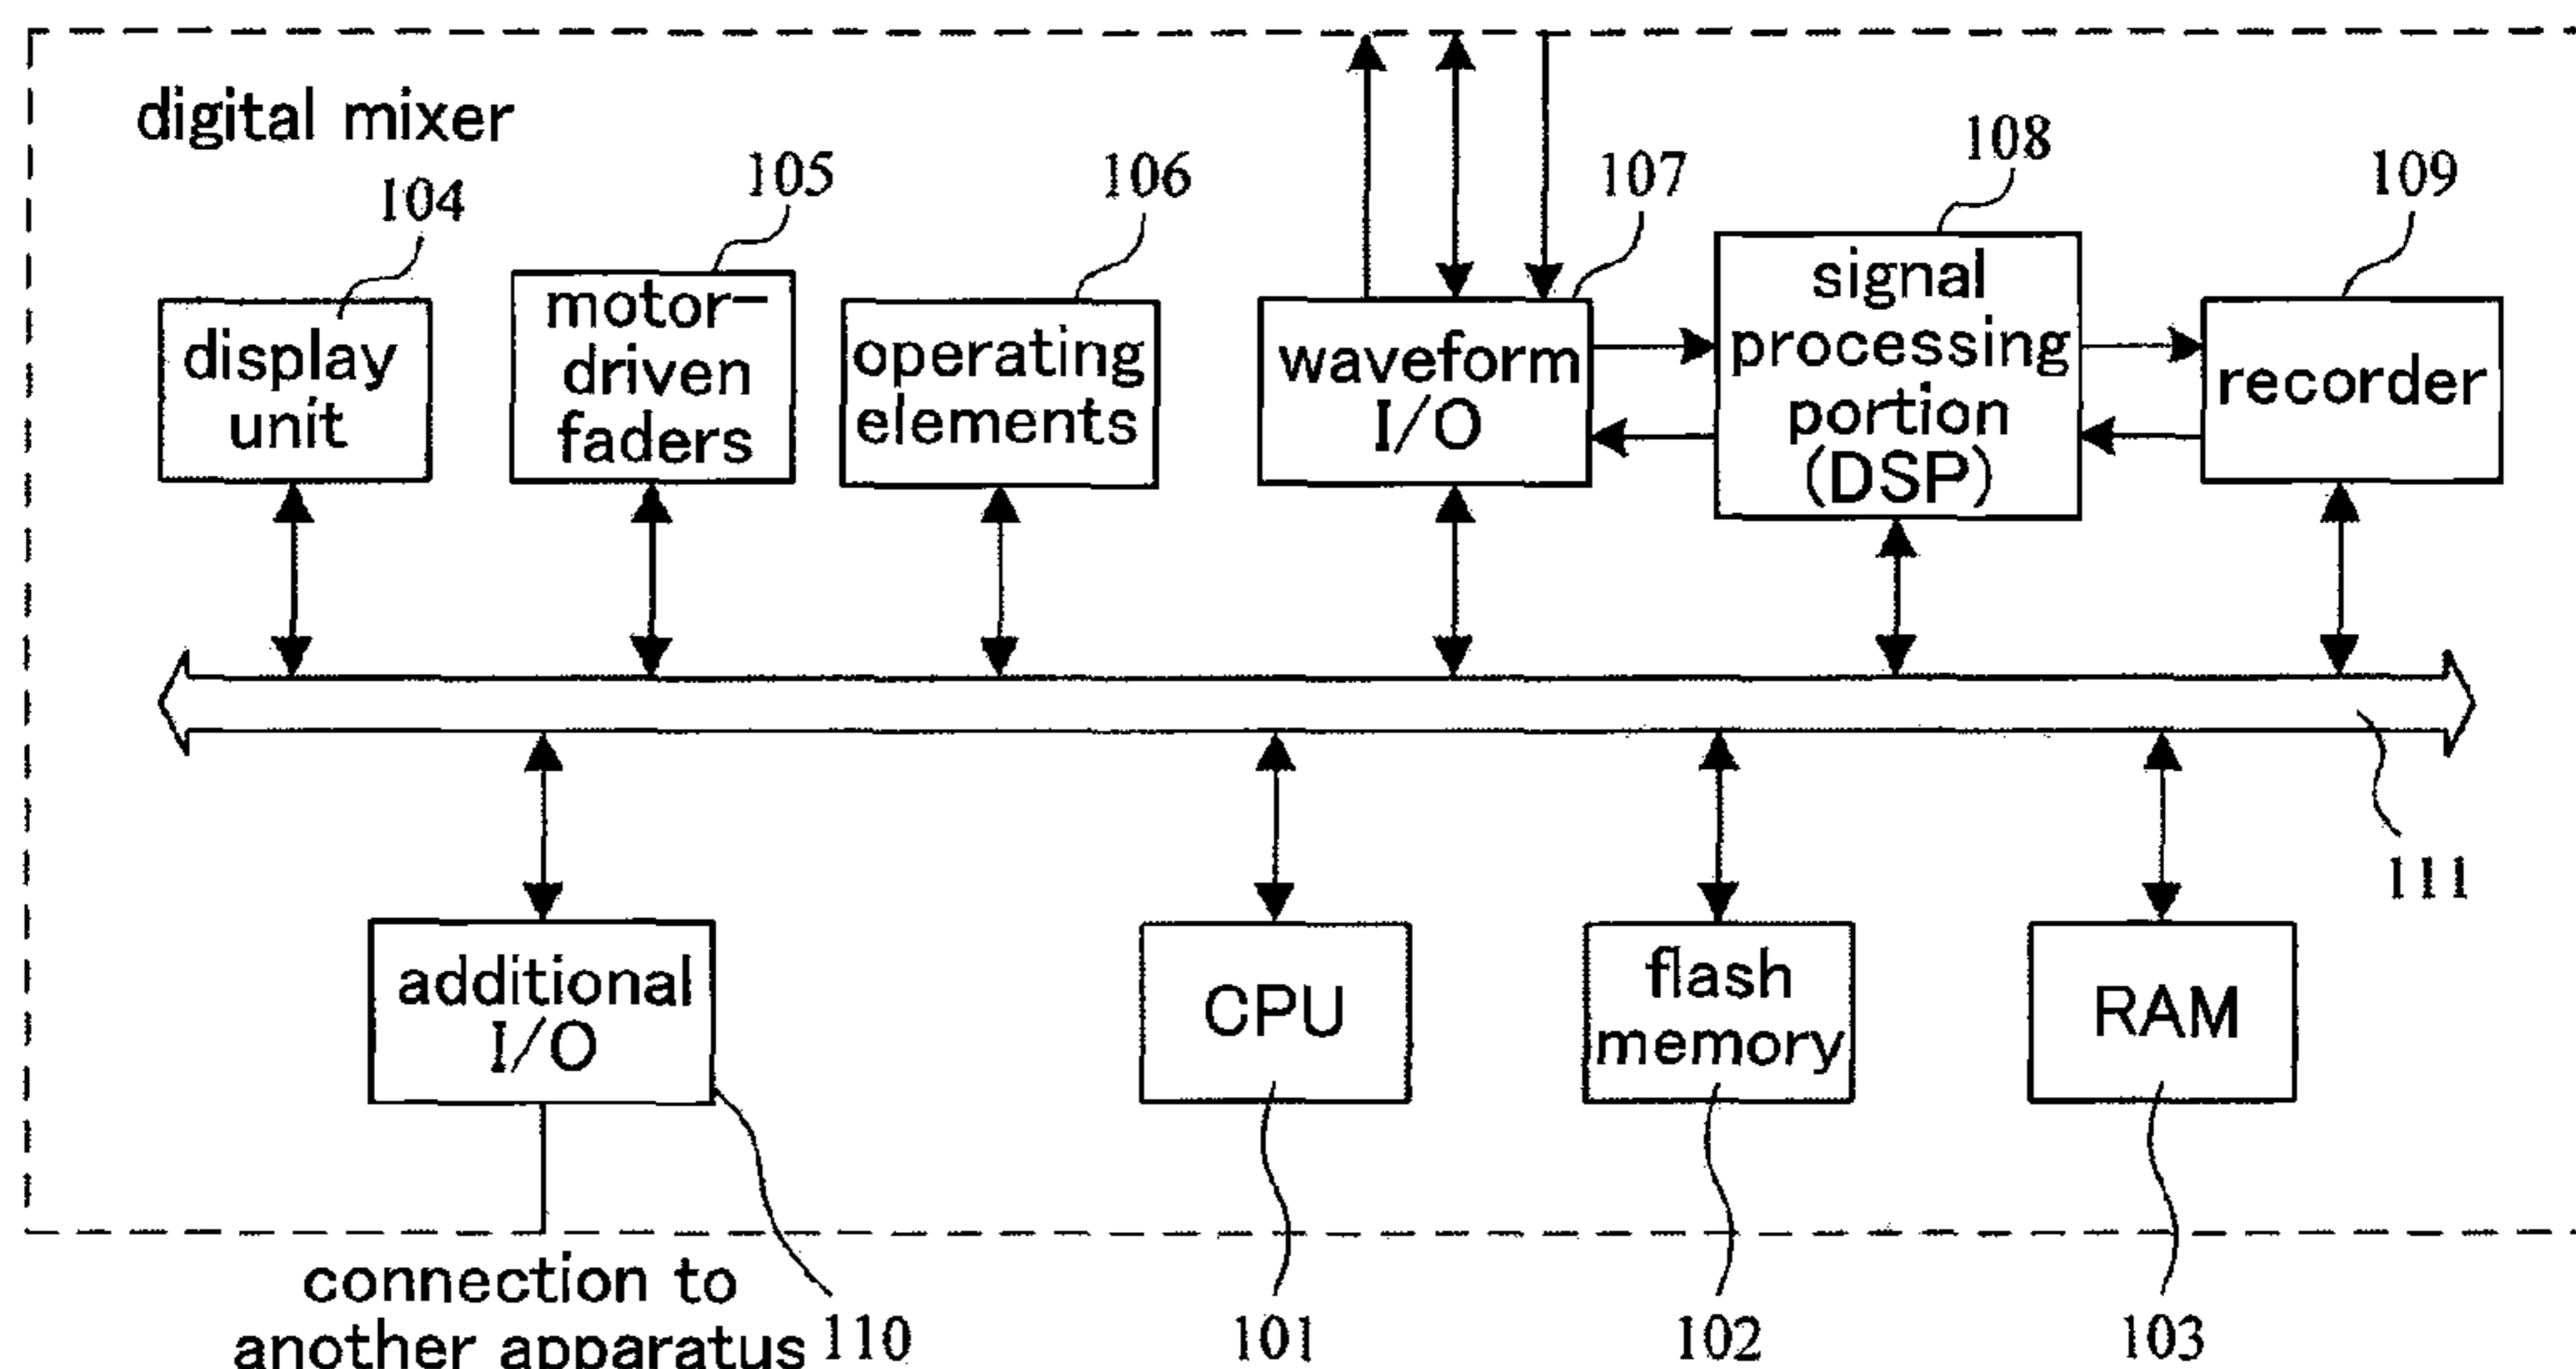 digital mixer
104
105
106
107
108
109
display
unit
motor-
driven
faders
operating
elements
waveform
I/O
signal
processing
portion
(DSP)
recorder
111
additional
I/O
CPU
flash
memory
RAM
connection to
another apparatus
110
101
102
103